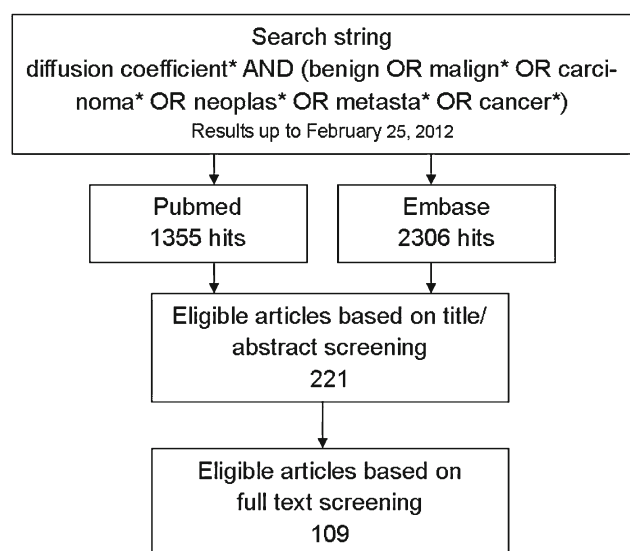 Search string
diffusion coefficient* AND (benign OR malign* OR carci-
noma* OR neoplas* OR metasta* OR cancer*)
Results up to February 25, 2012
Pubmed
1355 hits
Embase
2306 hits
Eligible articles based on title/
abstract screening
221
Eligible articles based on
full text screening
109